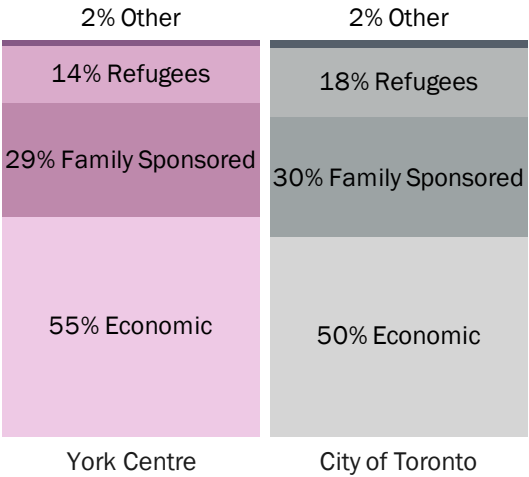 2% Other
14% Refugees
29% Family Sponsored
55% Economic
York Centre
2% Other
18% Refugees
30% Family Sponsored
50% Economic
City of Toronto